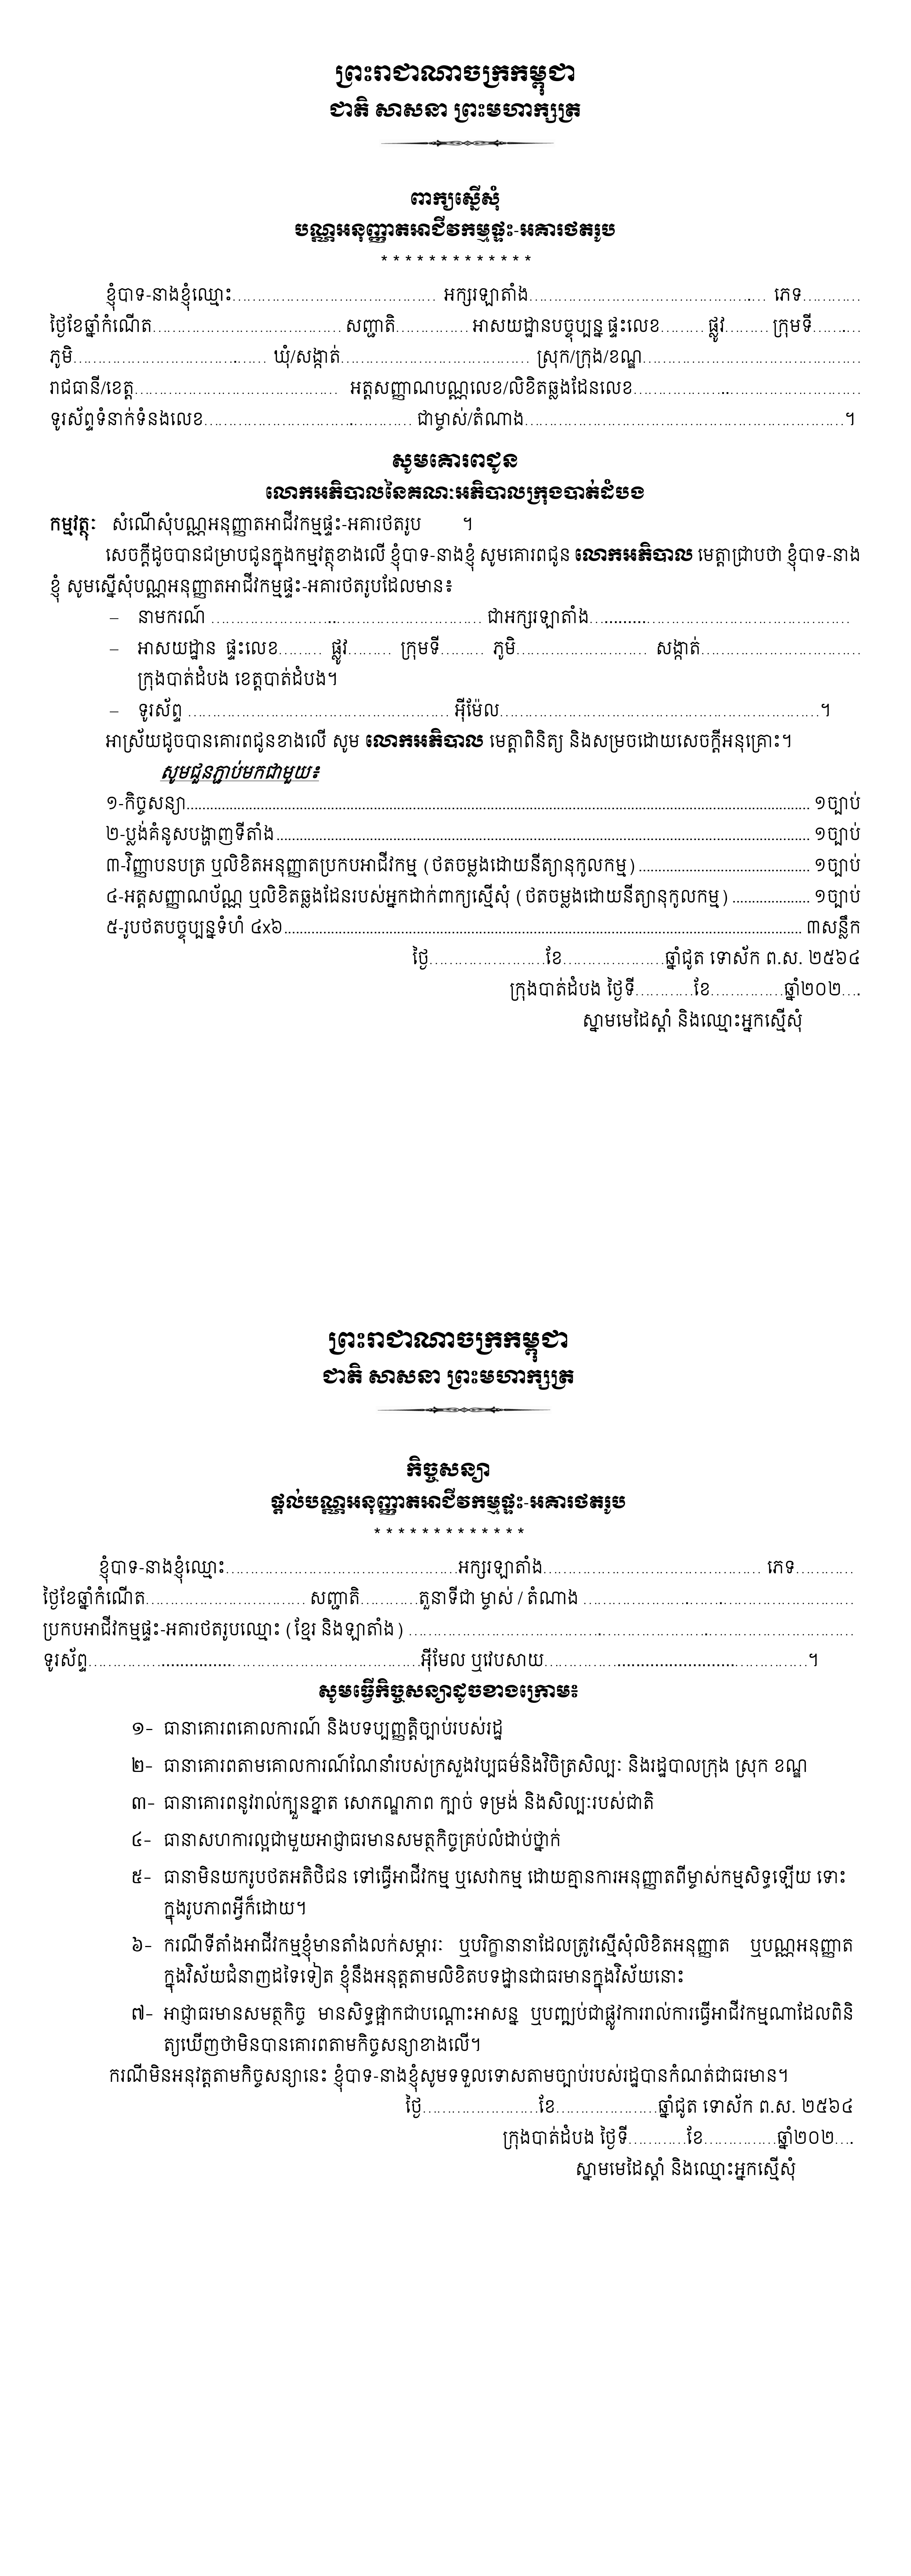 ព្រះរាជាណាចក្រកម្ពុជា
ជាតិ សាសនា ព្រះមហាក្សត្រ
ពាក្យស្នើសុំ
បណ្ណអនុញ្ញាតអាជីវកម្មផ្ទះ-អគារថតរូប
* * * * * * * * * * * * *
ខ្ញុំបាទ-នាងខ្ញុំឈ្មោះ........................................ អក្សរឡាតាំង................................................ ភេទ............
ថ្ងៃខែឆ្នាំកំណើត....................................... សញ្ជាតិ............... អាសយដ្ឋានបច្ចុប្បន្ន ផ្ទះលេខ......... ផ្លូវ......... ក្រុមទី..........
ភូមិ........................................ ឃុំ/សង្កាត់....................................... ស្រុក/ក្រុង/ខណ្ឌ.............................................
រាជធានី/ខេត្ត.......................................... អត្តសញ្ញាណបណ្ណលេខ/លិខិតឆ្លងដែនលេខ...............................................
ទូរស័ព្ទទំនាក់ទំនងលេខ........................................... ជាម្ចាស់/តំណាង..................................................................។
សូមគោរពជូន
លោកអភិបាលនៃគណៈអភិបាលក្រុងបាត់ដំបង
កម្មវត្ថុៈ សំណើសុំបណ្ណអនុញ្ញាតអាជីវកម្មផ្ទះ-អគារថតរូប ។
សេចក្ដីដូចបានជម្រាបជូនក្នុងកម្មវត្ថុខាងលើ ខ្ញុំបាទ-នាងខ្ញុំ សូមគោរពជូន លោកអភិបាល មេត្តាជ្រាបថា ខ្ញុំបាទ-នាង
ខ្ញុំ សូមស្នើសុំបណ្ណអនុញ្ញាតអាជីវកម្មផ្ទះ-អគារថតរូបដែលមាន៖
– នាមករណ៍ ........................................................ ជាអក្សរឡាតាំង......................................................
– អាសយដ្ឋាន ផ្ទះលេខ......... ផ្លូវ......... ក្រុមទី......... ភូមិ........................... សង្កាត់.................................
ក្រុងបាត់ដំបង ខេត្តបាត់ដំបង។
– ទូរស័ព្ទ ...................................................... អ៊ីម៉ែល..................................................................។
អាស្រ័យដូចបានគោរពជូនខាងលើ សូម លោកអភិបាល មេត្តាពិនិត្យ និងសម្រេចដោយសេចក្ដីអនុគ្រោះ។
សូមជូនភ្ជាប់មកជាមួយ៖
១-កិច្ចសន្យា.................................................................................................................. ១ច្បាប់
២-ប្លង់គំនូសបង្ហាញទីតាំង.................................................................................................. ១ច្បាប់
៣-វិញ្ញាបនបត្រ ឬលិខិតអនុញ្ញាតប្រកបអាជីវកម្ម (ថតចម្លងដោយនីត្យានុកូលកម្ម)................................ ១ច្បាប់
៤-អត្តសញ្ញាណប័ណ្ណ ឬលិខិតឆ្លងដែនរបស់អ្នកដាក់ពាក្យស្នើសុំ (ថតចម្លងដោយនីត្យានុកូលកម្ម).................... ១ច្បាប់
៥-រូបថតបច្ចុប្បន្នទំហំ ៤x៦.................................................................................................. ៣សន្លឹក
ថ្ងៃ........................ខែ.....................ឆ្នាំជូត ទោស័ក ព.ស. ២៥៦៤
ក្រុងបាត់ដំបង ថ្ងៃទី............ខែ...............ឆ្នាំ២០២....
ស្នាមមេដៃស្ដាំ និងឈ្មោះអ្នកស្នើសុំ
ព្រះរាជាណាចក្រកម្ពុជា
ជាតិ សាសនា ព្រះមហាក្សត្រ
កិច្ចសន្យា
ផ្ដល់បណ្ណអនុញ្ញាតអាជីវកម្មផ្ទះ-អគារថតរូប
* * * * * * * * * * * * *
ខ្ញុំបាទ-នាងខ្ញុំឈ្មោះ................................................អក្សរឡាតាំង............................................. ភេទ............
ថ្ងៃខែឆ្នាំកំណើត................................. សញ្ជាតិ............តួនាទីជា ម្ចាស់ / តំណាង ........................................................
ប្រកបអាជីវកម្មផ្ទះ-អគារថតរូបឈ្មោះ (ខ្មែរ និងឡាតាំង) ............................................................................................
ទូរស័ព្ទ.....................................................................អ៊ីមែល ឬវេបសាយ......................................................។
សូមធ្វើកិច្ចសន្យាដូចខាងក្រោម៖
១- ធានាគោរពគោលការណ៍ និងបទប្បញ្ញត្តិច្បាប់របស់រដ្ឋ
២- ធានាគោរពតាមគោលការណ៍ណែនាំរបស់ក្រសួងវប្បធម៌និងវិចិត្រសិល្បៈ និងរដ្ឋបាលក្រុង ស្រុក ខណ្ឌ
៣- ធានាគោរពនូវរាល់ក្បួនខ្នាត សោភណ្ឌភាព ក្បាច់ ទម្រង់ និងសិល្បៈរបស់ជាតិ
៤- ធានាសហការល្អជាមួយអាជ្ញាធរមានសមត្ថកិច្ចគ្រប់លំដាប់ថ្នាក់
៥- ធានាមិនយករូបថតអតិថិជន ទៅធ្វើអាជីវកម្ម ឬសេវាកម្ម ដោយគ្មានការអនុញ្ញាតពីម្ចាស់កម្មសិទ្ធឡើយ ទោះ
ក្នុងរូបភាពអ្វីក៏ដោយ។
៦- ករណីទីតាំងអាជីវកម្មខ្ញុំមានតាំងលក់សម្ភារៈ ឬបរិក្ខានានាដែលត្រូវស្នើសុំលិខិតអនុញ្ញាត ឬបណ្ណអនុញ្ញាត
ក្នុងវិស័យជំនាញដទៃទៀត ខ្ញុំនឹងអនុវត្តតាមលិខិតបទដ្ឋានជាធរមានក្នុងវិស័យនោះ
៧- អាជ្ញាធរមានសមត្ថកិច្ច មានសិទ្ធផ្អាកជាបណ្ដោះអាសន្ន ឬបញ្ឈប់ជាផ្លូវការរាល់ការធ្វើអាជីវកម្មណាដែលពិនិ
ត្យឃើញថាមិនបានគោរពតាមកិច្ចសន្យាខាងលើ។
ករណីមិនអនុវត្តតាមកិច្ចសន្យានេះ ខ្ញុំបាទ-នាងខ្ញុំសូមទទួលទោសតាមច្បាប់របស់រដ្ឋបានកំណត់ជាធរមាន។
ថ្ងៃ........................ខែ.....................ឆ្នាំជូត ទោស័ក ព.ស. ២៥៦៤
ក្រុងបាត់ដំបង ថ្ងៃទី............ខែ...............ឆ្នាំ២០២....
ស្នាមមេដៃស្ដាំ និងឈ្មោះអ្នកស្នើសុំ